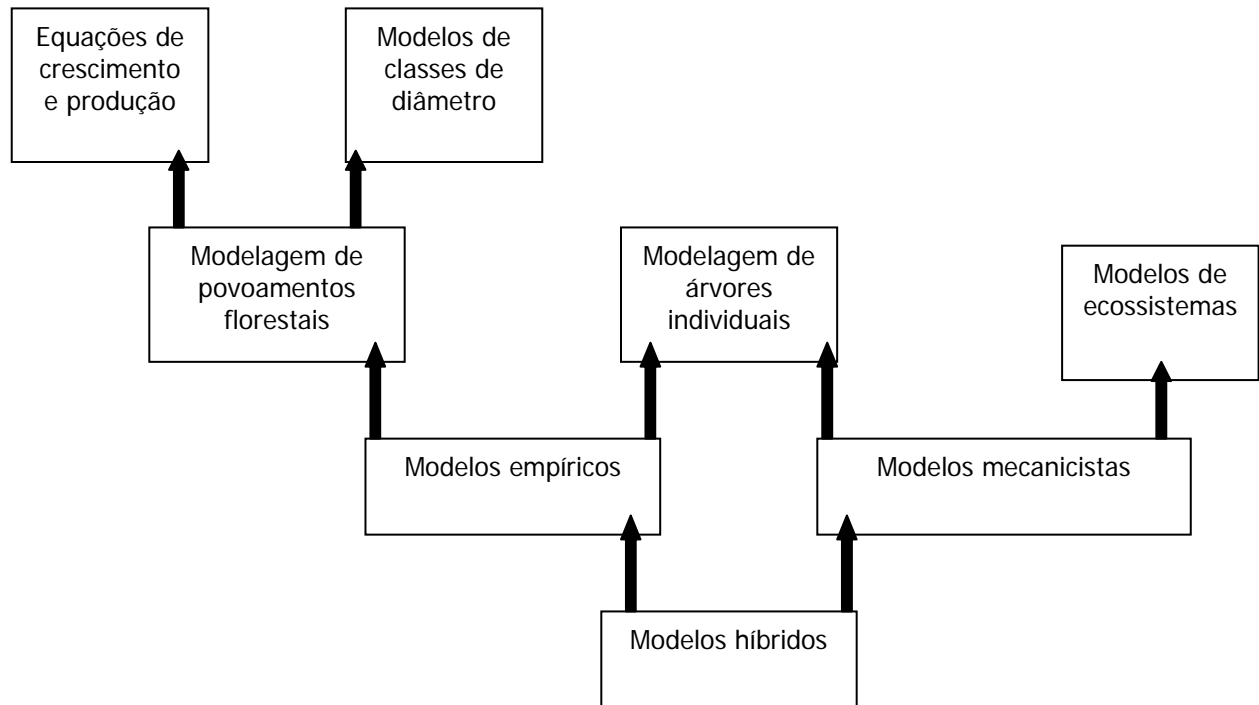 Equações de
crescimento
e produção
Modelos de
classes de
diâmetro
Modelagem de
povoamentos
florestais
Modelagem de
árvores
individuais
Modelos de
ecossistemas
Modelos empíricos
Modelos mecanicistas
Modelos híbridos